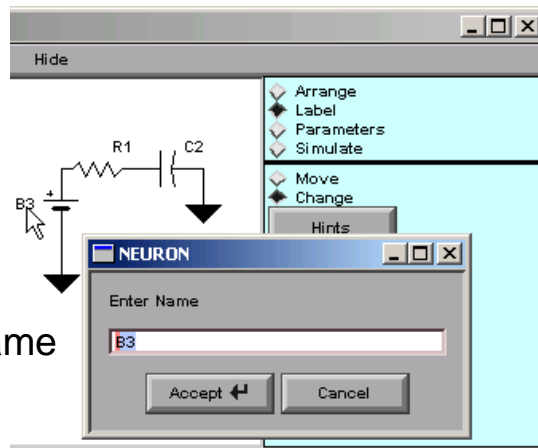 Hide
Arrange
Label
Parameters
Simulate
R1
C2
Move
Change
B3
+
Hints
NEURON
Enter Name
B3
Accept
Cancel